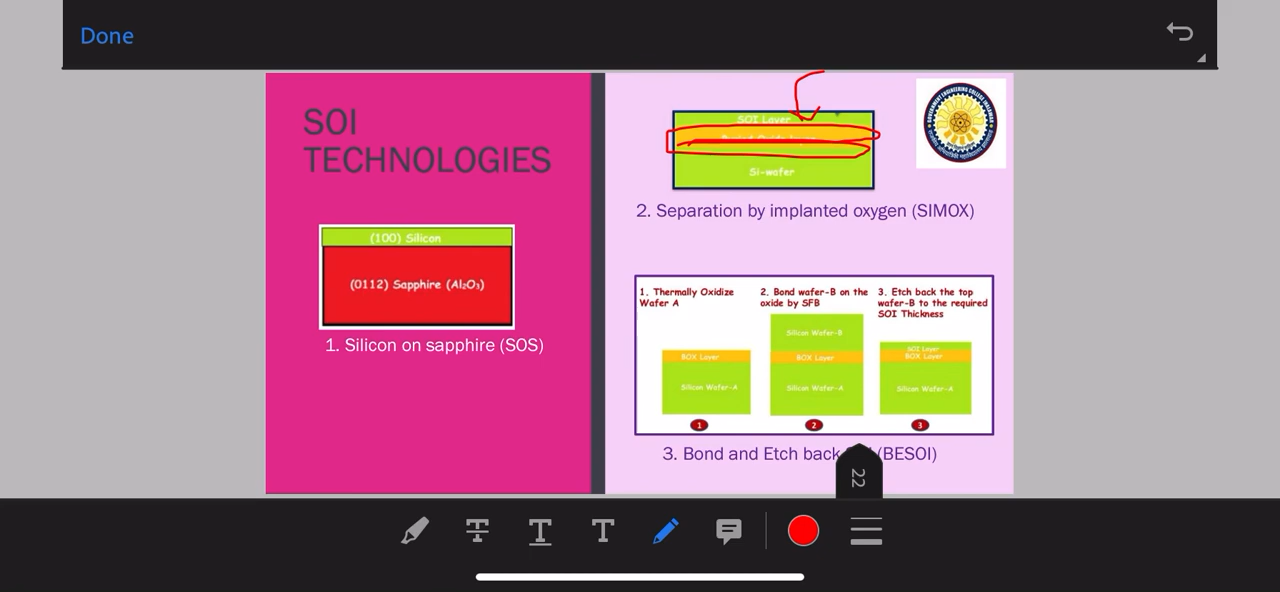 Done
SOI
TECHNOLOGIES
(100) Silicon
(0112) Sapphire (Al₂O₃)
1. Silicon on sapphire (SOS)
SOI Layer
Si-wafer
2. Separation by implanted oxygen (SIMOX)
1. Thermally Oxidize
Wafer A
BOX Layer
Silicon Wafer-A
1
2. Bond wafer-B on the
oxide by SFB
Silicon Wafer-B
BOX Layer
Silicon Wafer-A
2
3. Etch back the top
wafer-B to the required
SOI Thickness
SOI Layer
BOX Layer
Silicon Wafer-A
3
3. Bond and Etch back (BESOI)
22